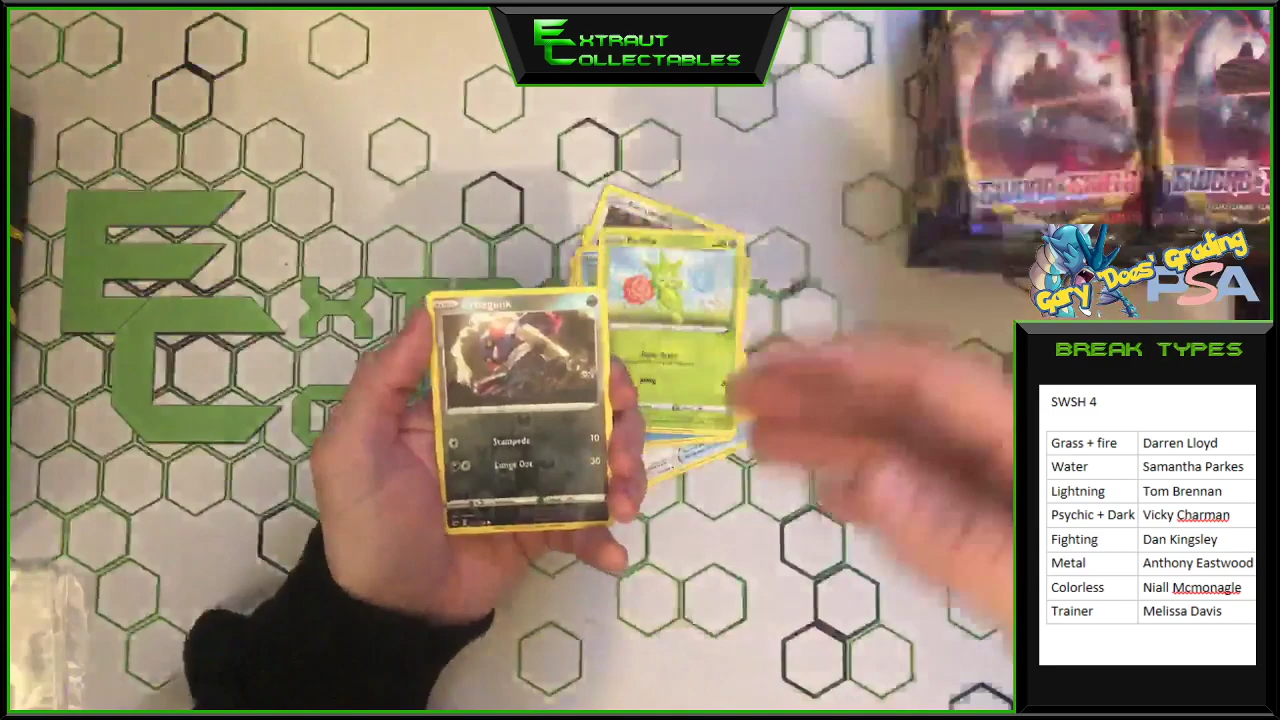 EXTRAUT
COLLECTABLES
Gary 'Does' Grading
PSA
BREAK TYPES
SWSH 4
Grass + fire Darren Lloyd
Water Samantha Parkes
Lightning Tom Brennan
Psychic + Dark Vicky Charman
Fighting Dan Kingsley
Metal Anthony Eastwood
Colorless Niall Mcmonagle
Trainer Melissa Davis
Stampede 10
Lunge Out 30